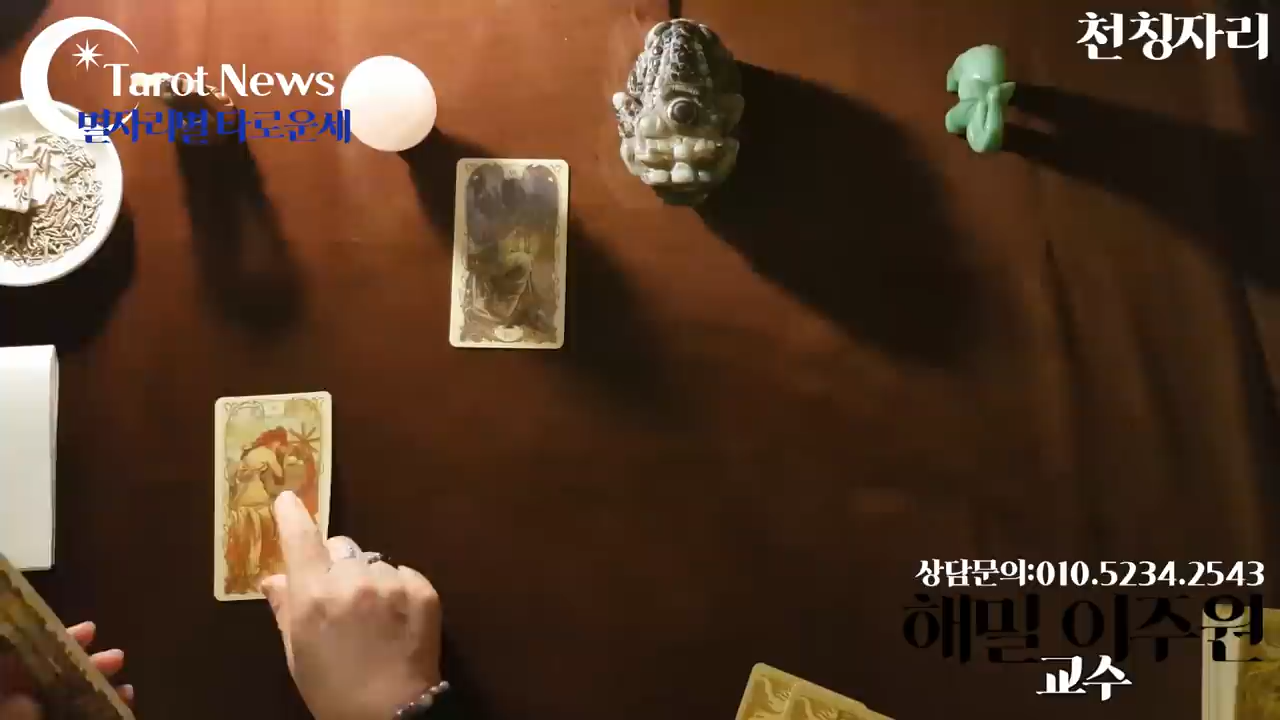 Tarot News
별자리별 타로운세
천칭자리
상담문의:010.5234.2543
해밀 이주원
교수